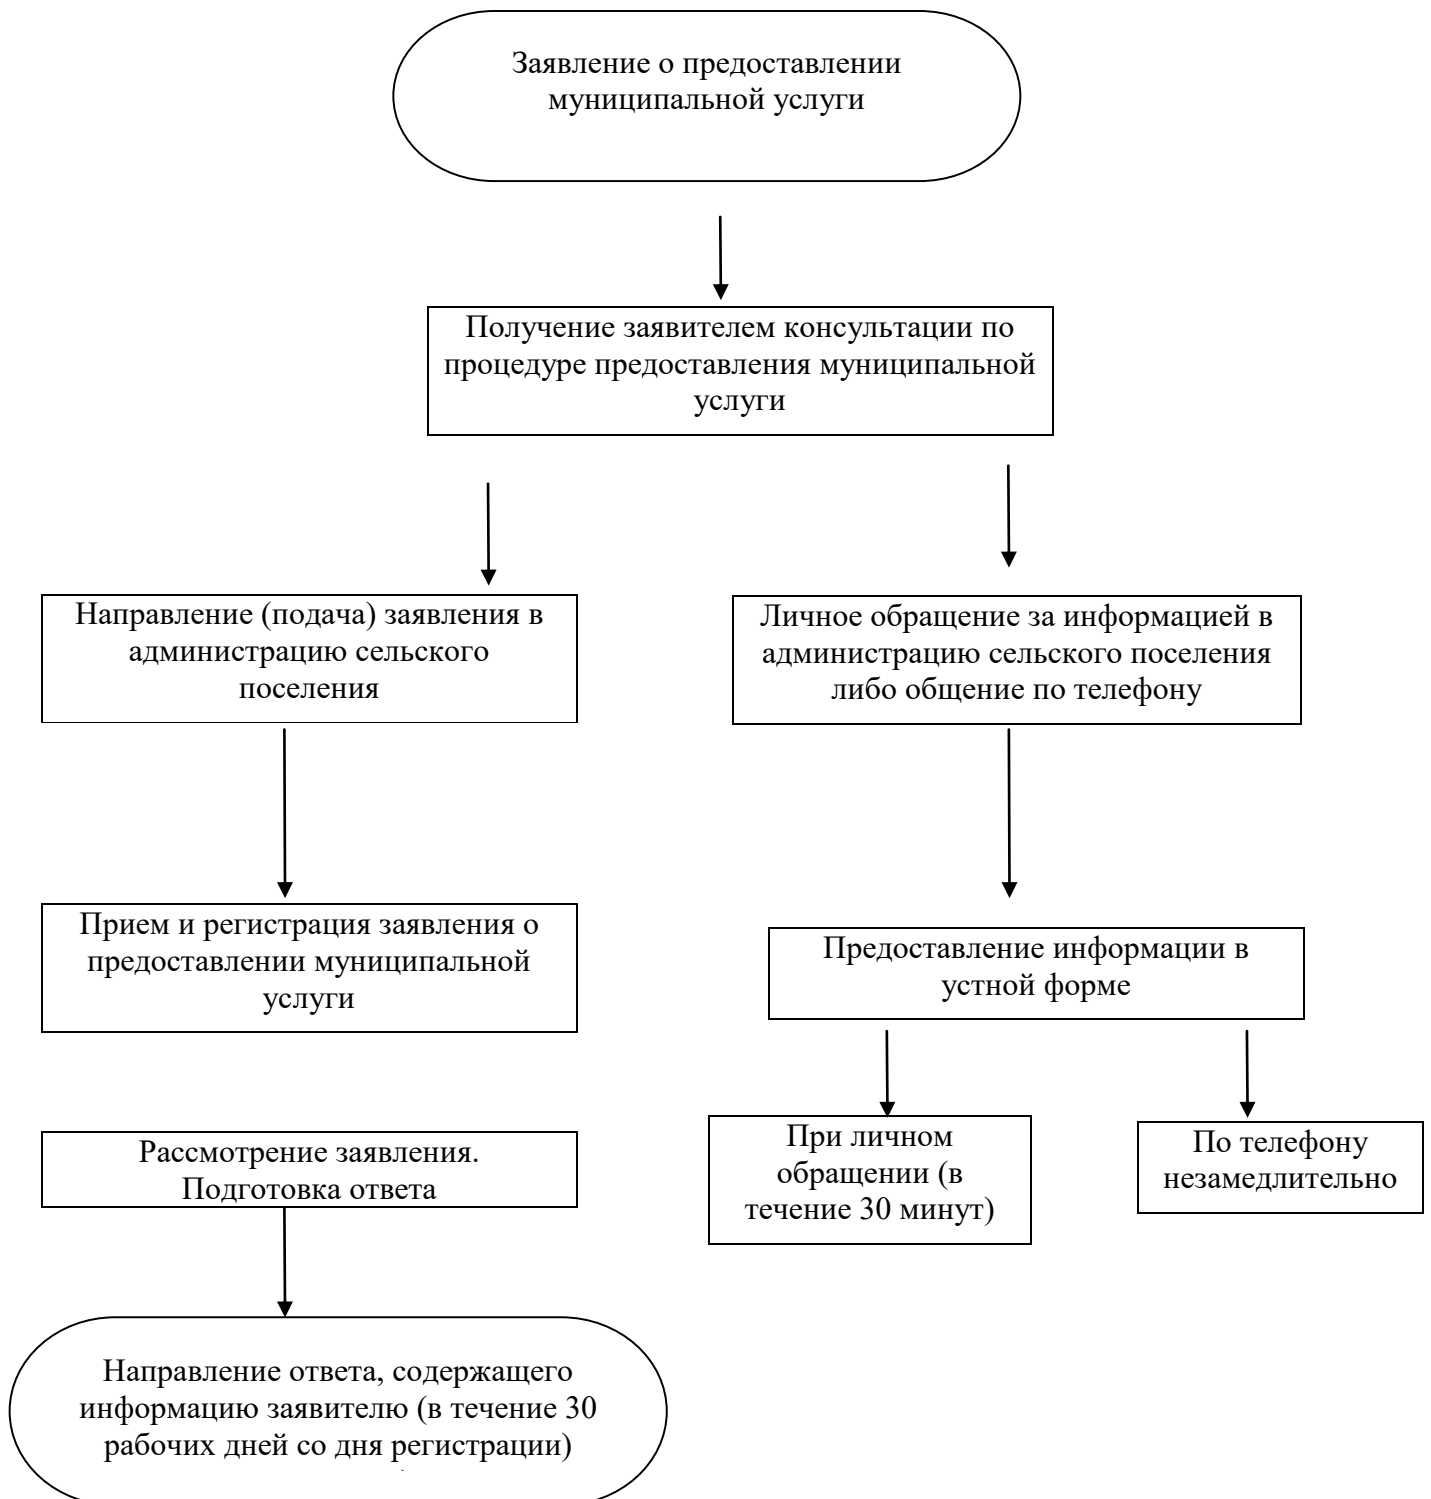 Заявление о предоставлении
муниципальной услуги
Получение заявителем консультации по
процедуре предоставления муниципальной
услуги
Направление (подача) заявления в
администрацию сельского
поселения
Личное обращение за информацией в
администрацию сельского поселения
либо общение по телефону
Прием и регистрация заявления о
предоставлении муниципальной
услуги
Предоставление информации в
устной форме
Рассмотрение заявления.
Подготовка ответа
При личном
обращении (в
течение 30 минут)
По телефону
незамедлительно
Направление ответа, содержащего
информацию заявителю (в течение 30
рабочих дней со дня регистрации)